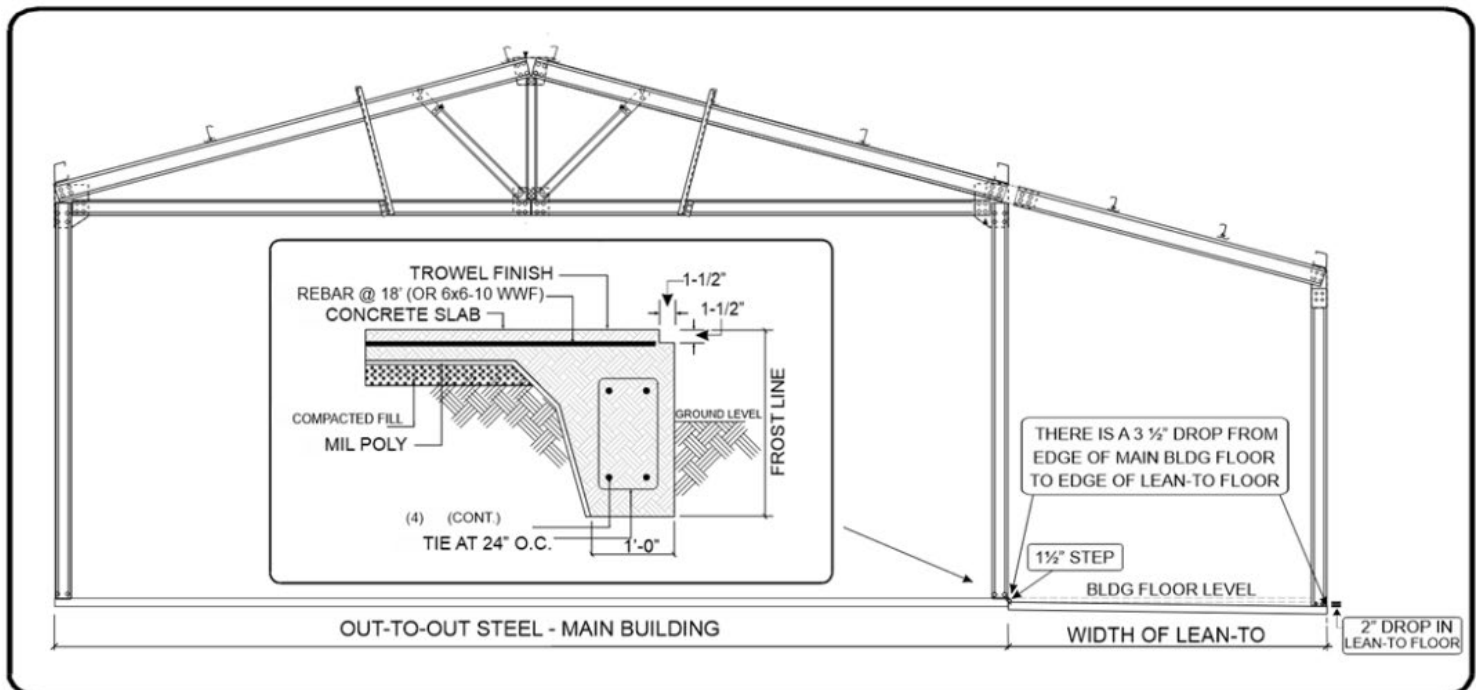 TROWEL FINISH
REBAR @ 18' (OR 6x6-10 WWF)
CONCRETE SLAB
1-1/2"
1-1/2"
COMPACTED FILL
MIL POLY
GROUND LEVEL
FROST LINE
(4) (CONT.)
TIE AT 24" O.C.
1'-0"
THERE IS A 3 ½" DROP FROM
EDGE OF MAIN BLDG FLOOR
TO EDGE OF LEAN-TO FLOOR
1½" STEP
BLDG FLOOR LEVEL
OUT-TO-OUT STEEL - MAIN BUILDING
WIDTH OF LEAN-TO
2" DROP IN
LEAN-TO FLOOR